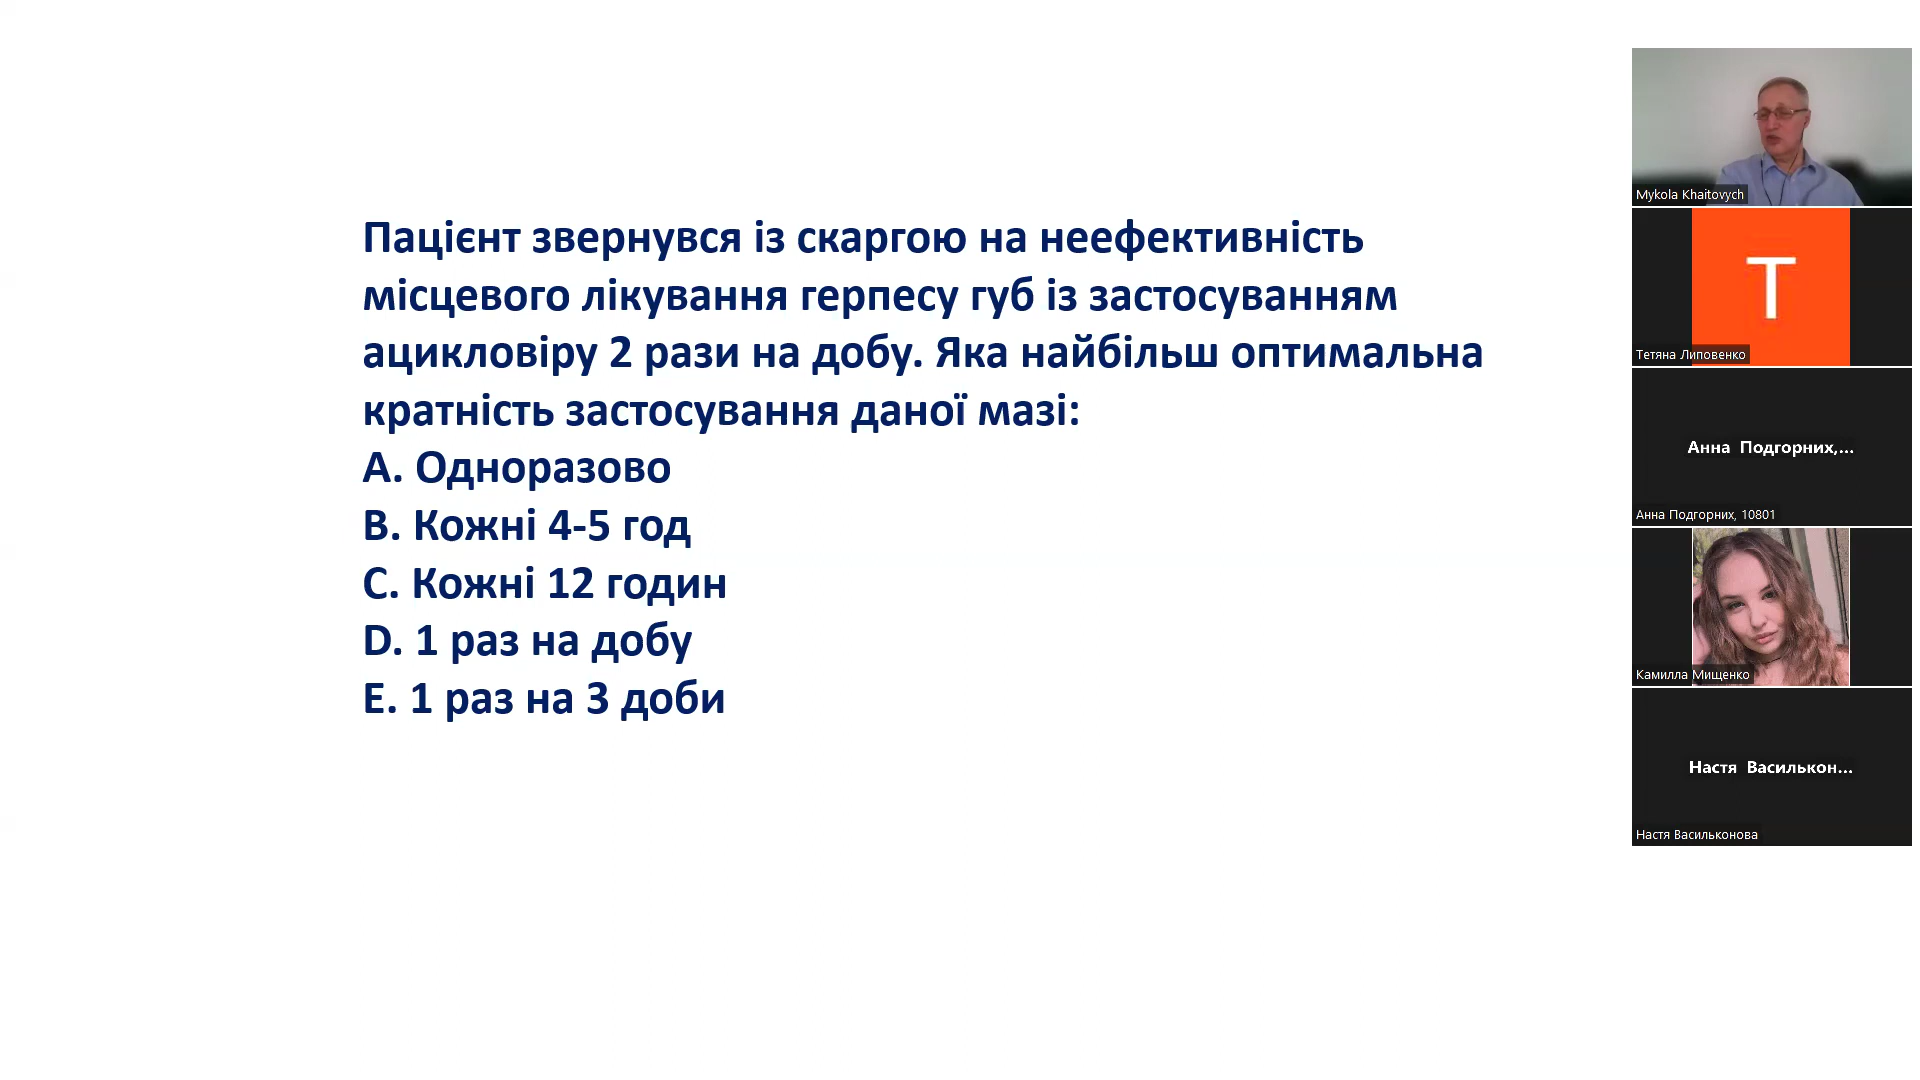 Пацієнт звернувся із скаргою на неефективність
місцевого лікування герпесу губ із застосуванням
ацикловіру 2 рази на добу. Яка найбільш оптимальна
кратність застосування даної мазі:
A. Одноразово
B. Кожні 4-5 год
C. Кожні 12 годин
D. 1 раз на добу
E. 1 раз на 3 доби
Mykola Khaitovych
T
Тетяна Липовенко
Анна Подгорних,...
Анна Подгорних, 10801
Камилла Мищенко
Настя Василькон...
Настя Васильконова